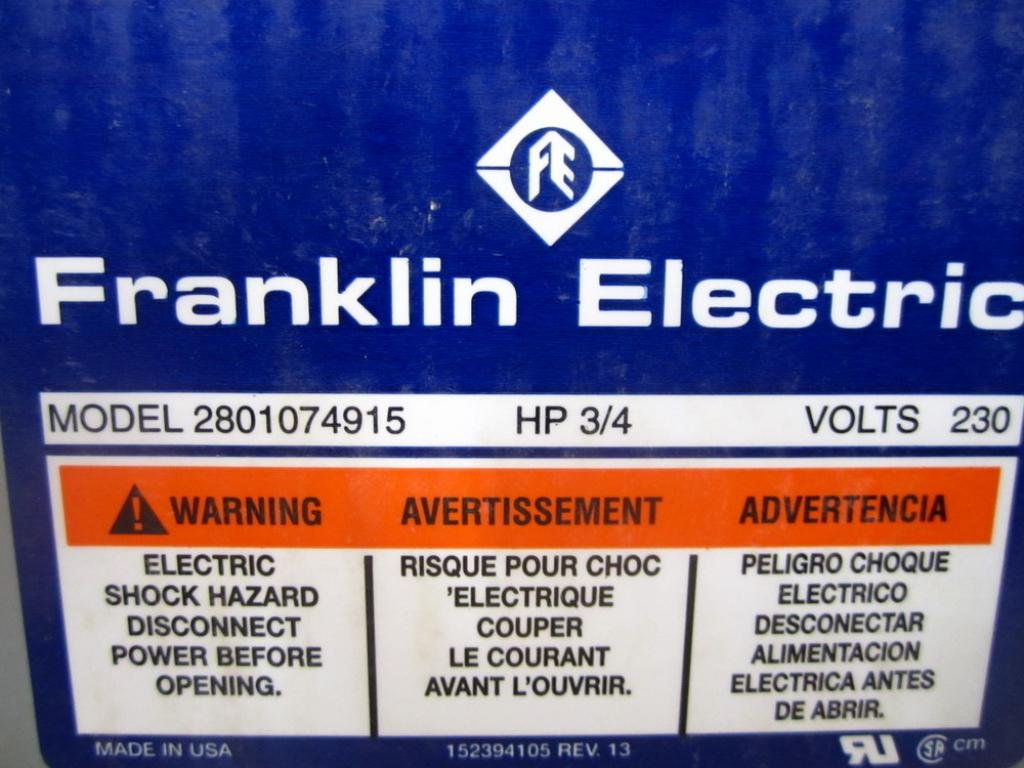 FE
Franklin Electric
MODEL 2801074915 HP 3/4 VOLTS 230
WARNING
ELECTRIC
SHOCK HAZARD
DISCONNECT
POWER BEFORE
OPENING.
AVERTISSEMENT
RISQUE POUR CHOC
'ELECTRIQUE
COUPER
LE COURANT
AVANT L'OUVRIR.
ADVERTENCIA
PELIGRO CHOQUE
ELECTRICO
DESCONECTAR
ALIMENTACION
ELECTRICA ANTES
DE ABRIR.
MADE IN USA 152394105 REV. 13 RU SA cm